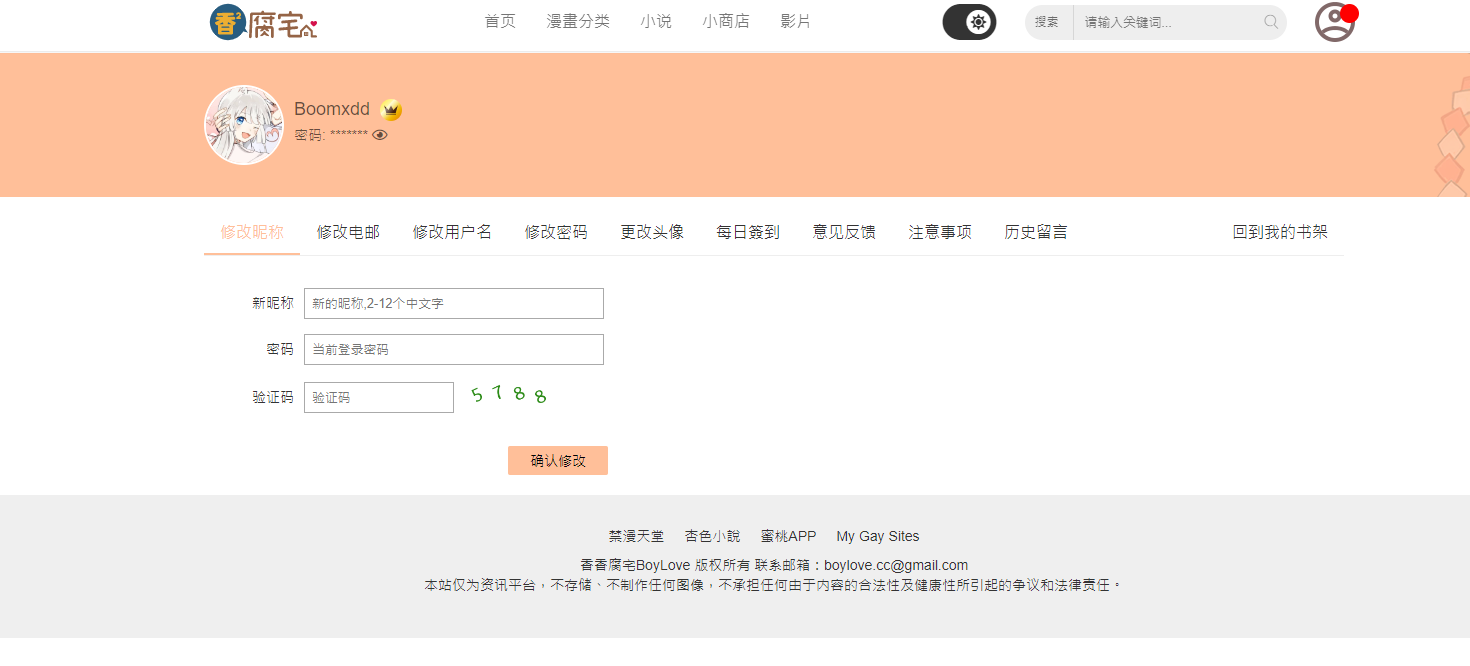 香² 腐宅 首页 漫畫分类 小说 小商店 影片 搜索 请输入关键词...
Boomxdd
密码: *******
修改昵称 修改电邮 修改用户名 修改密码 更改头像 每日簽到 意见反馈 注意事项 历史留言 回到我的书架
新昵称 新的昵称,2-12个中文字
密码 当前登录密码
验证码 验证码 5788
确认修改
禁漫天堂 杏色小說 蜜桃APP My Gay Sites
香香腐宅BoyLove 版权所有 联系邮箱：boylove.cc@gmail.com
本站仅为资讯平台，不存储、不制作任何图像，不承担任何由于内容的合法性及健康性所引起的争议和法律责任。